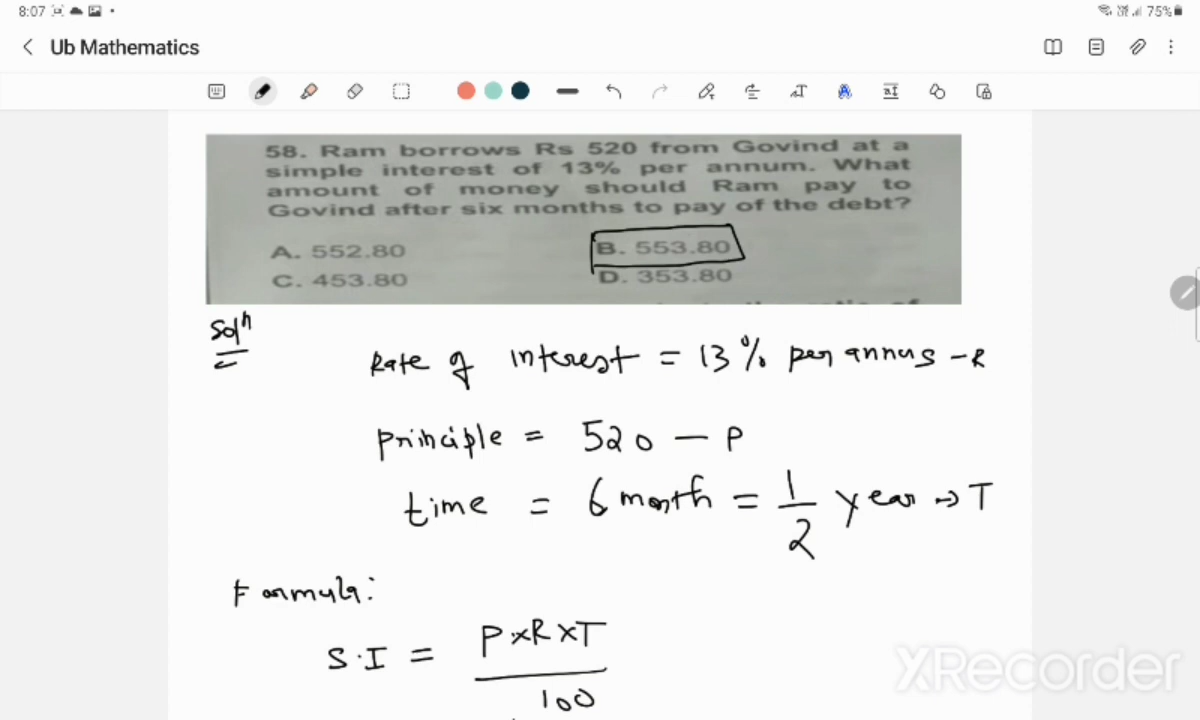 8:07 75%
Ub Mathematics
58. Ram borrows Rs 520 from Govind at a
simple interest of 13% per annum. What
amount of money should Ram pay to
Govind after six months to pay of the debt?
A. 552.80 B. 553.80
C. 453.80 D. 353.80
Solⁿ
Rate of interest = 13% per annus - R
principle = 520 - P
time = 6 month = 1/2 year → T
Formula:
S.I = P×R×T
100
XRecorder